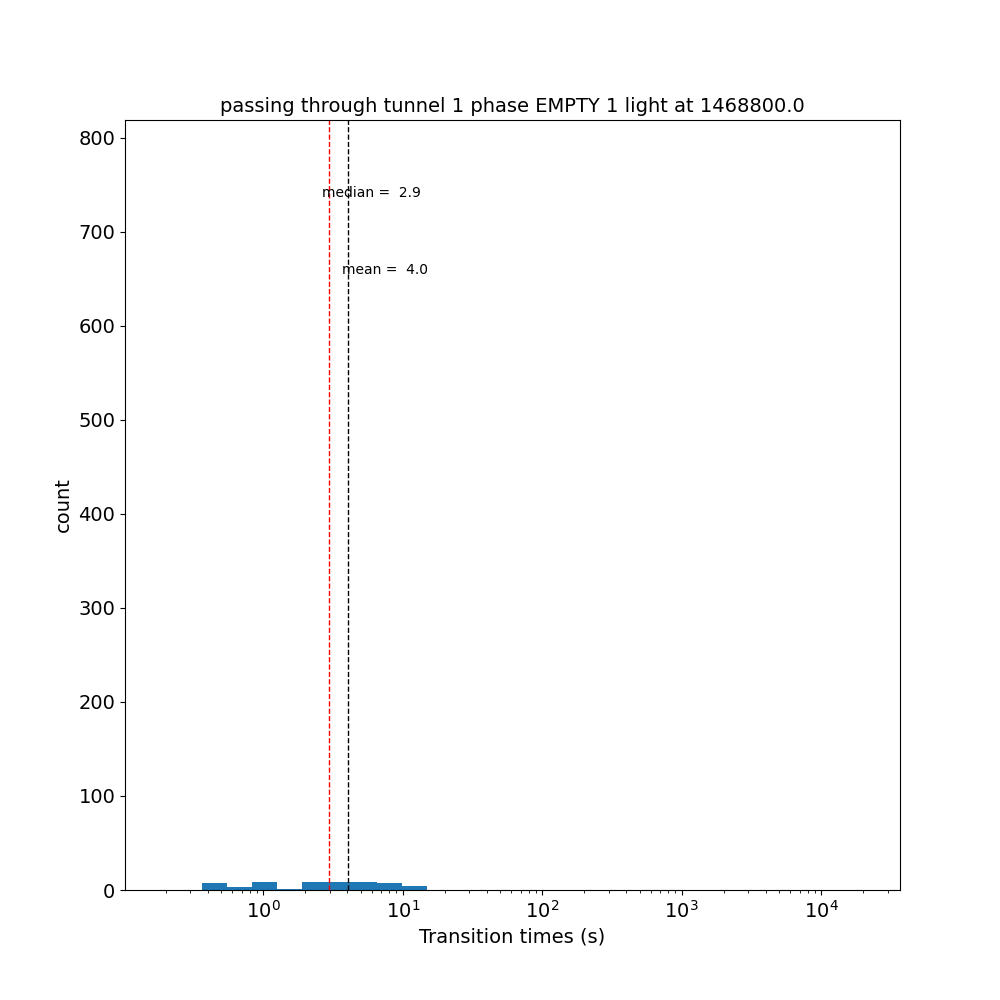 passing through tunnel 1 phase EMPTY 1 light at 1468800.0
800
median =  2.9
700
mean =  4.0
600
500
count
400
300
200
100
0
10⁰ 10¹ 10² 10³ 10⁴
Transition times (s)